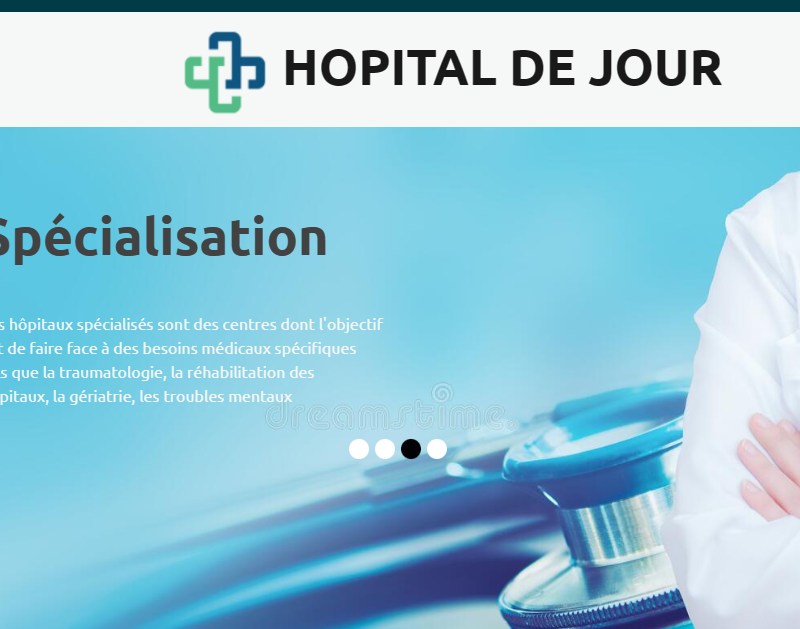 HOPITAL DE JOUR
Spécialisation
s hôpitaux spécialisés sont des centres dont l'objectif
t de faire face à des besoins médicaux spécifiques
s que la traumatologie, la réhabilitation des
pitaux, la gériatrie, les troubles mentaux
dreamstime